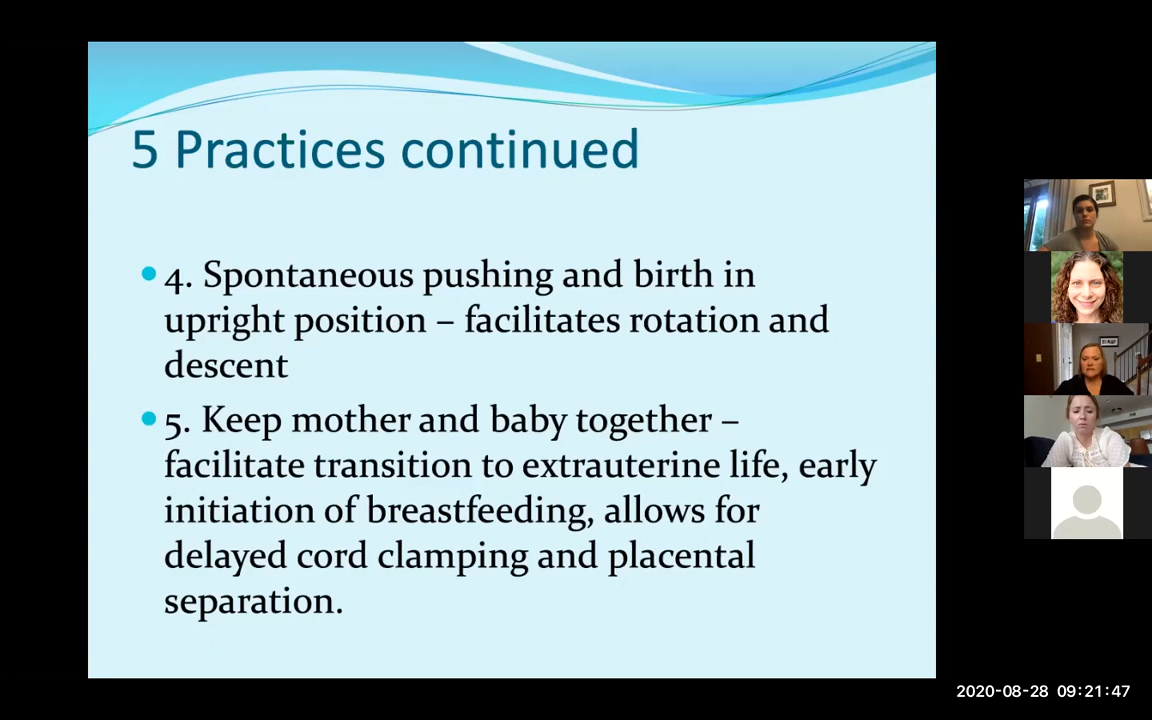 5 Practices continued
• 4. Spontaneous pushing and birth in
upright position – facilitates rotation and
descent
• 5. Keep mother and baby together –
facilitate transition to extrauterine life, early
initiation of breastfeeding, allows for
delayed cord clamping and placental
separation.
2020-08-28 09:21:47